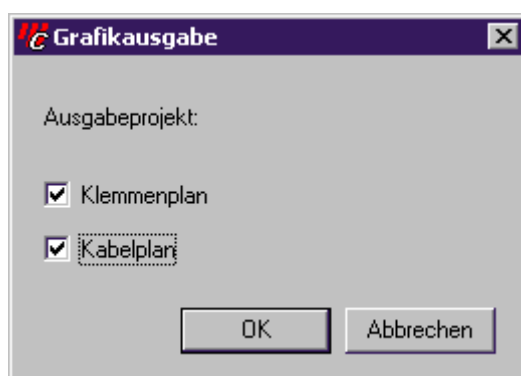 Grafikausgabe
Ausgabeprojekt:
Klemmenplan
Kabelplan
OK
Abbrechen